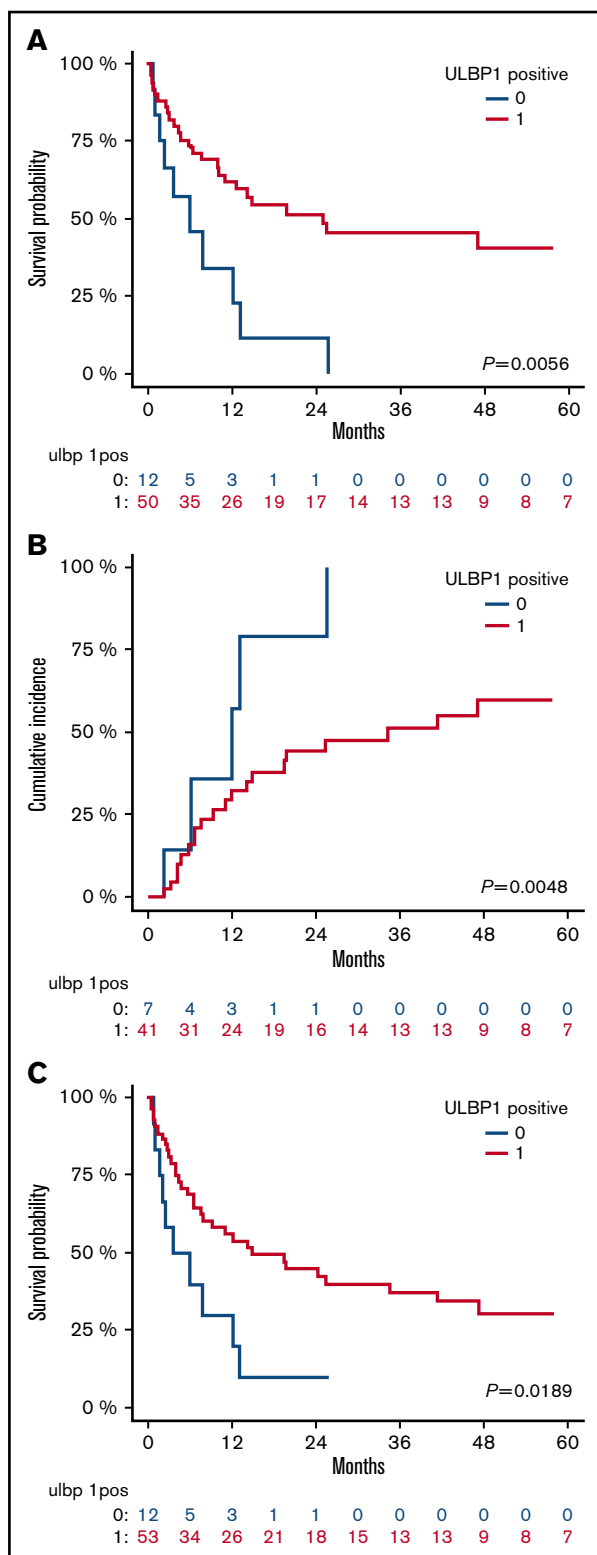 A
100 %
75 %
50 %
25 %
0 %
Survival probability
ULBP1 positive
0
1
P=0.0056
0 12 24 36 48 60
Months
ulbp 1pos
0: 12 5 3 1 1 0 0 0 0 0 0
1: 50 35 26 19 17 14 13 13 9 8 7
B
100 %
75 %
50 %
25 %
0 %
Cumulative incidence
ULBP1 positive
0
1
P=0.0048
0 12 24 36 48 60
Months
ulbp 1pos
0: 7 4 3 1 1 0 0 0 0 0 0
1: 41 31 24 19 16 14 13 13 9 8 7
C
100 %
75 %
50 %
25 %
0 %
Survival probability
ULBP1 positive
0
1
P=0.0189
0 12 24 36 48 60
Months
ulbp 1pos
0: 12 5 3 1 1 0 0 0 0 0 0
1: 53 34 26 21 18 15 13 13 9 8 7